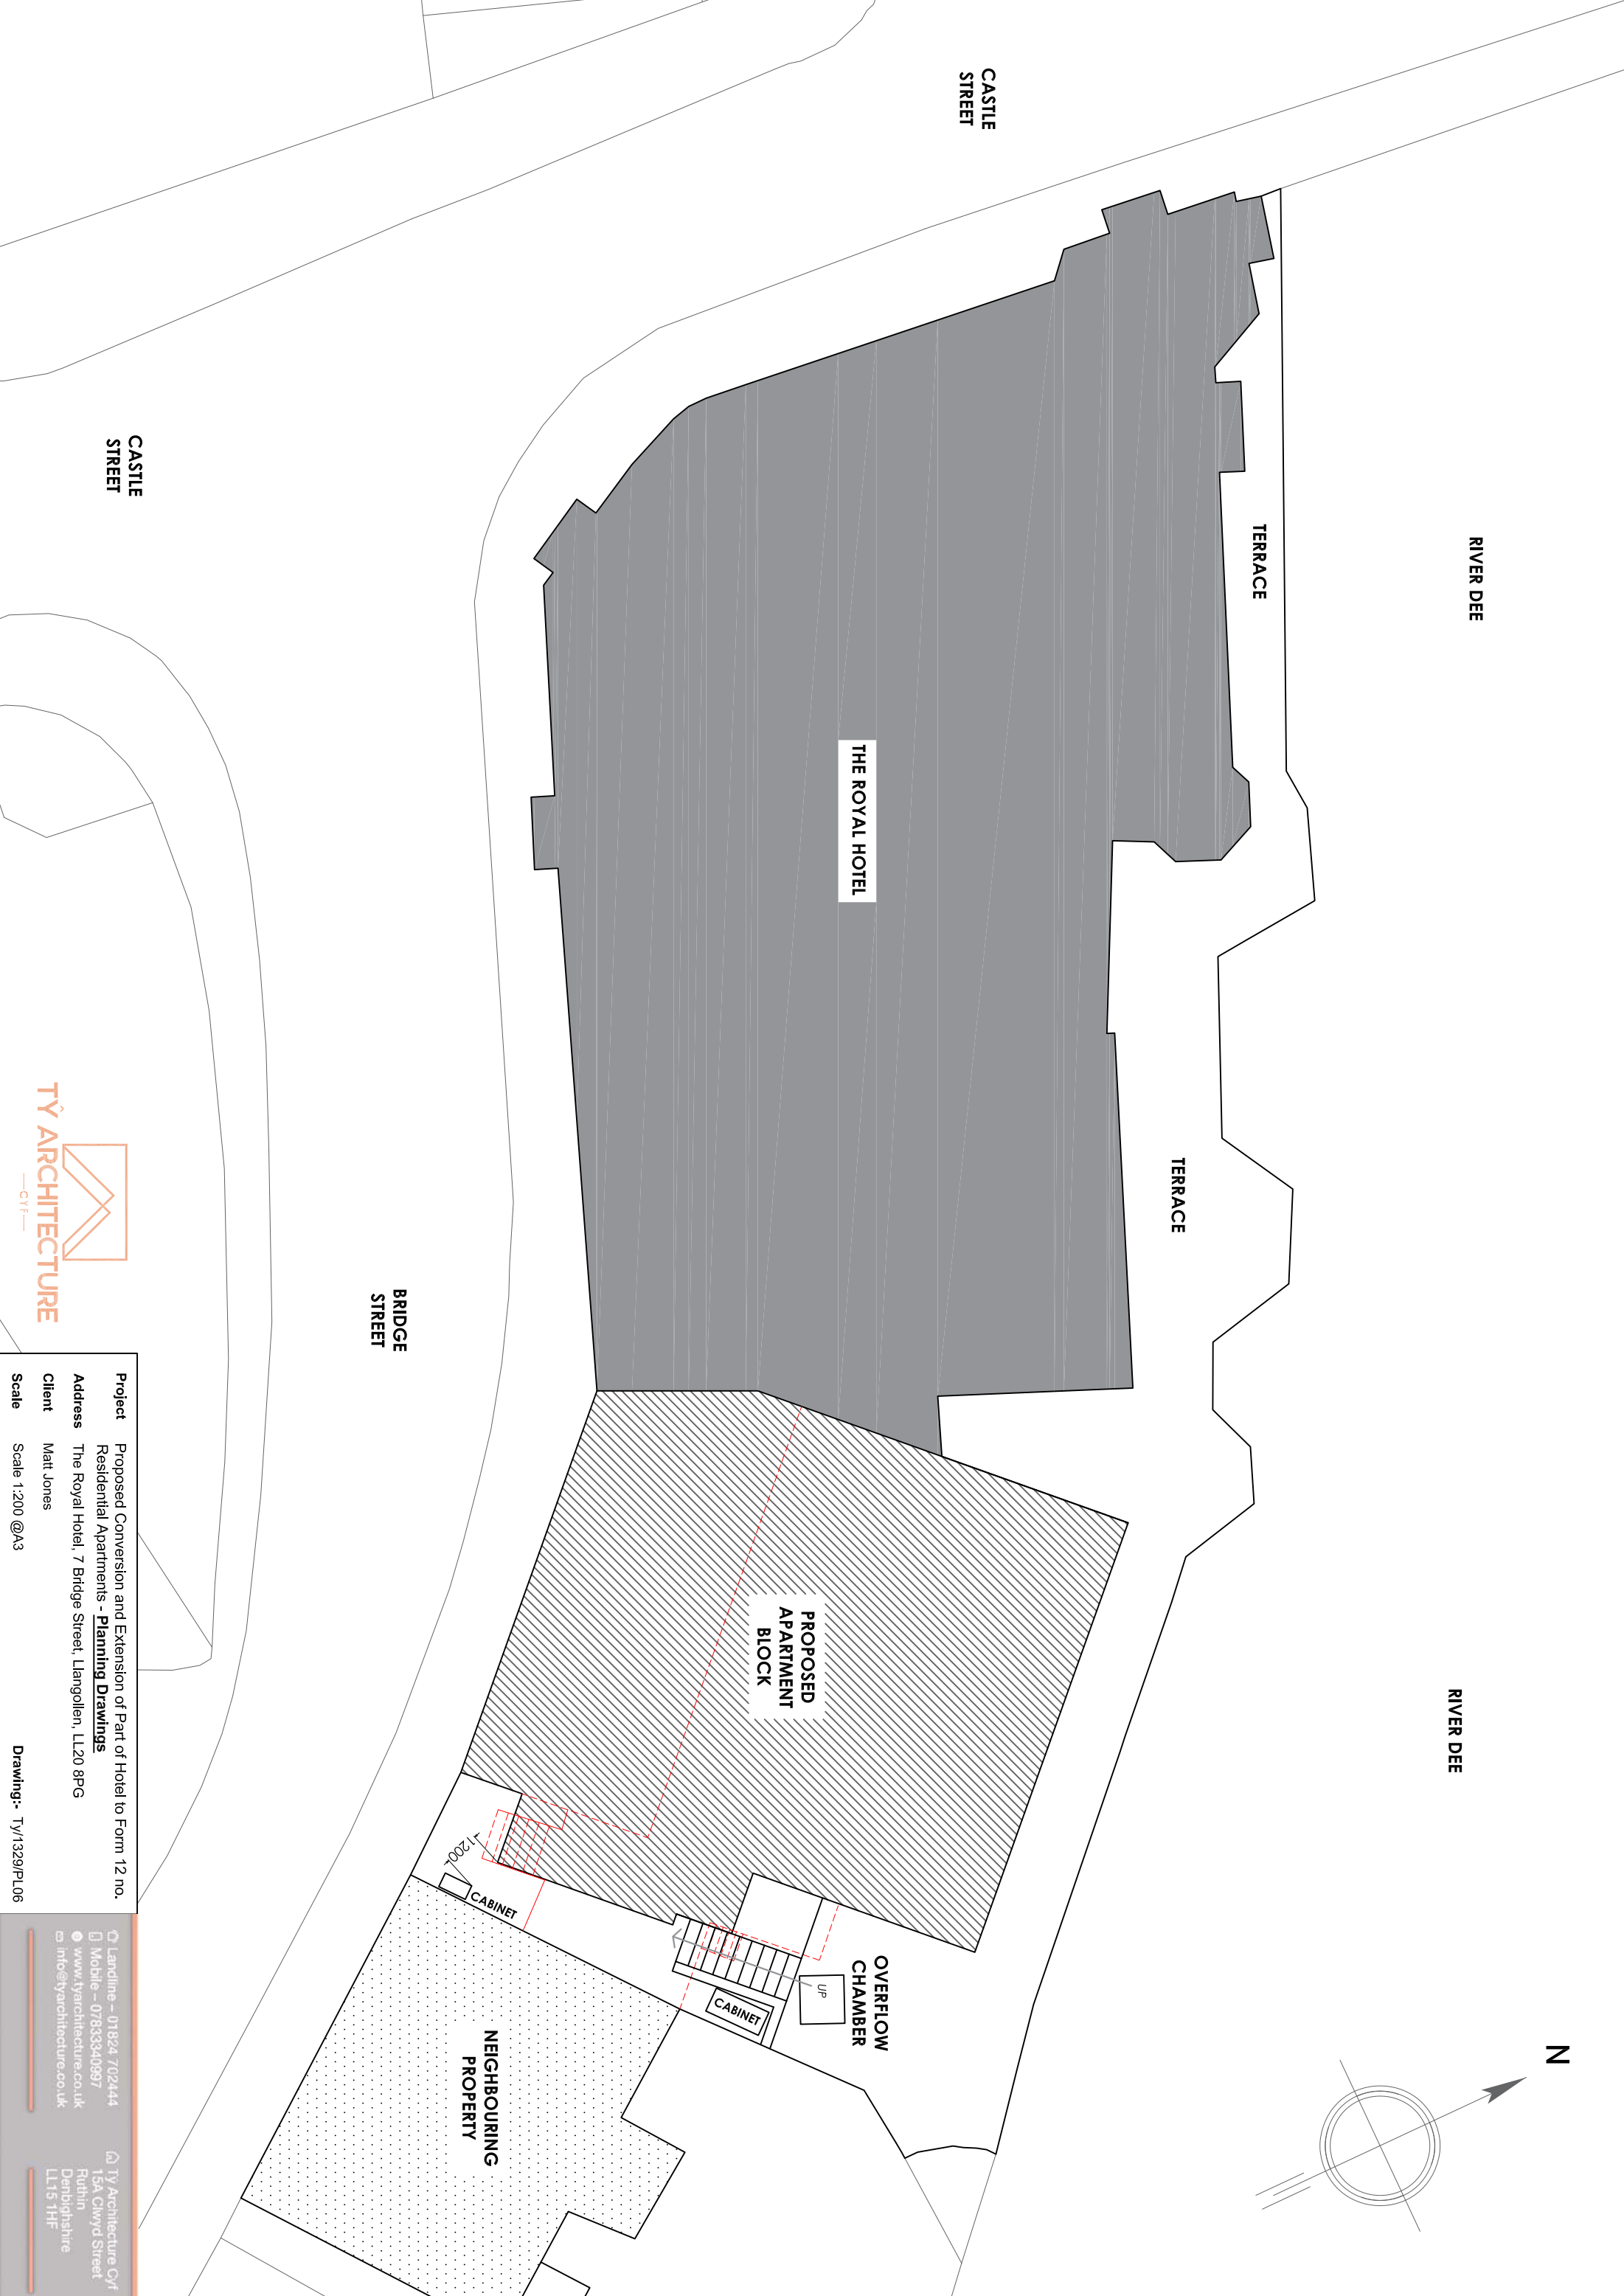 CASTLE
STREET
RIVER DEE
TERRACE
CASTLE
STREET
THE ROYAL HOTEL
TERRACE
BRIDGE
STREET
RIVER DEE
PROPOSED
APARTMENT
BLOCK
1200
CABINET
OVERFLOW
CHAMBER
UP
CABINET
NEIGHBOURING
PROPERTY
N
TŶ ARCHITECTURE
CYF
Project Proposed Conversion and Extension of Part of Hotel to Form 12 no.
Residential Apartments - Planning Drawings
Address The Royal Hotel, 7 Bridge Street, Llangollen, LL20 8PG
Client Matt Jones
Scale Scale 1:200 @A3 Drawing:- Ty/1329/PL06
Landline – 01824 702444
Mobile – 07833340997
www.tyarchitecture.co.uk
info@tyarchitecture.co.uk
Ty Architecture Cyf
15A Clwyd Street
Ruthin
Denbighshire
LL15 1HF